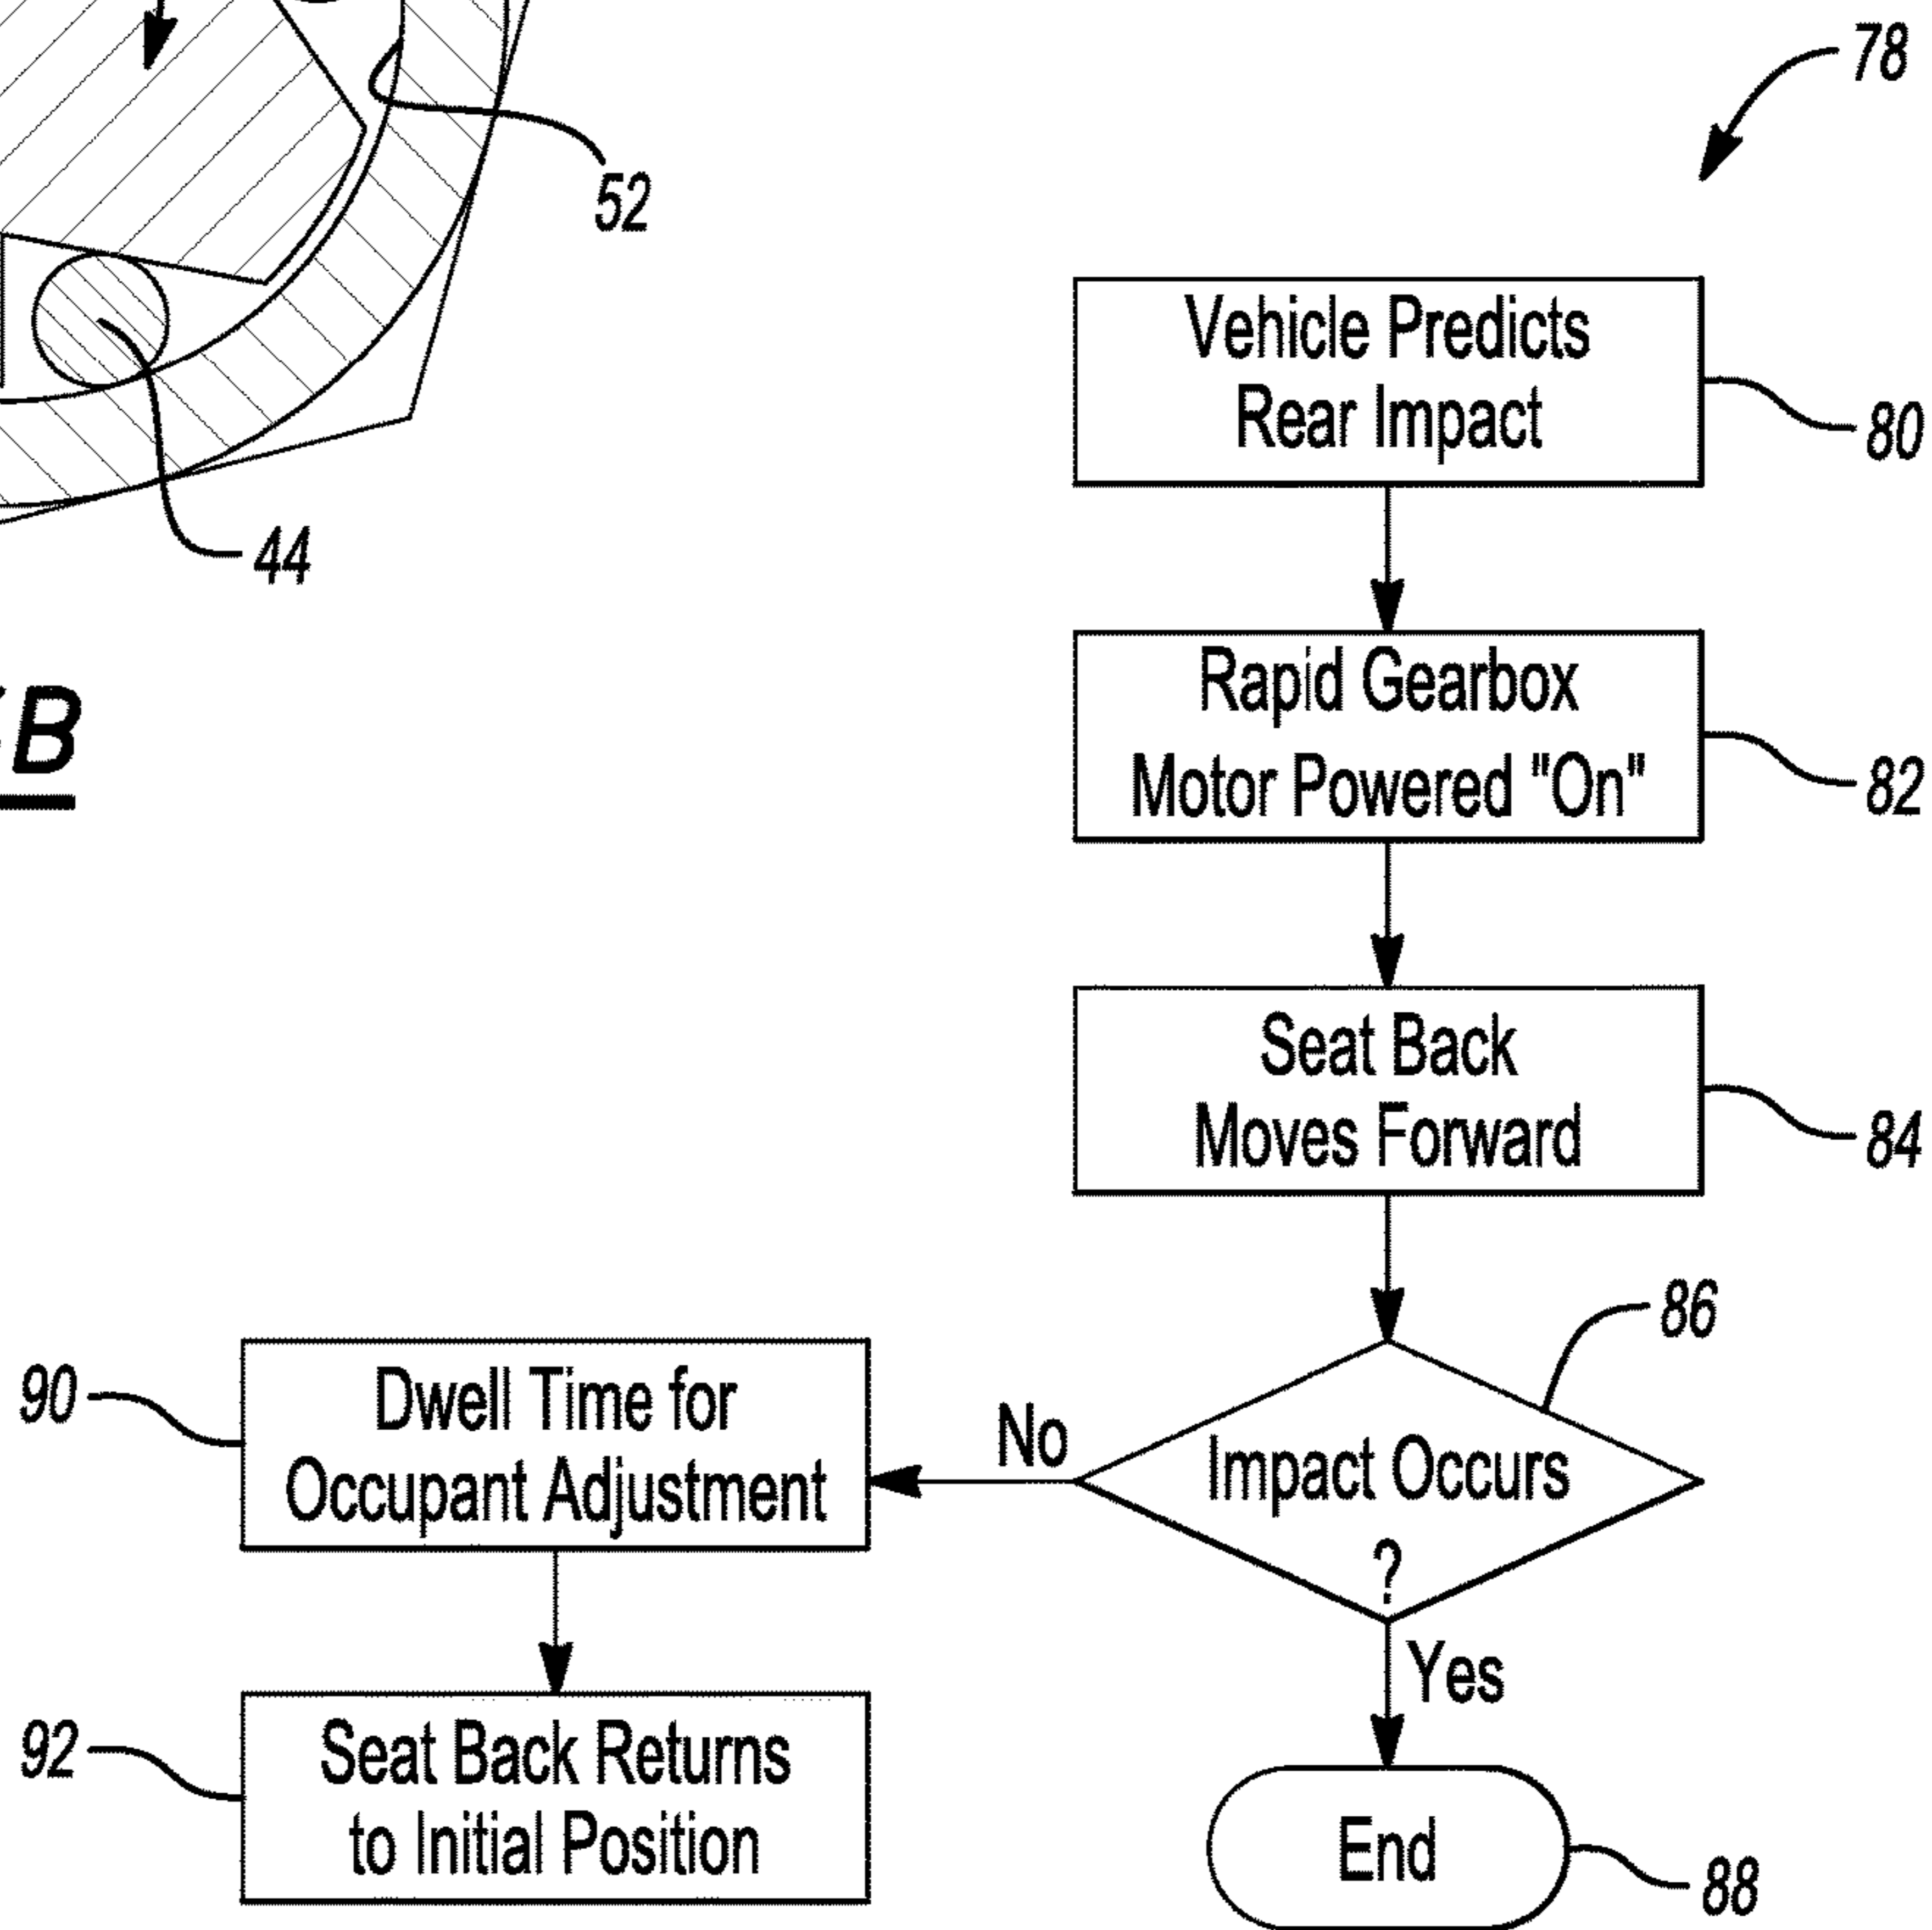 78
52
Vehicle Predicts
Rear Impact
80
44
Rapid Gearbox
Motor Powered "On"
82
B
Seat Back
Moves Forward
84
86
90
Dwell Time for
Occupant Adjustment
No
Impact Occurs
?
Yes
92
Seat Back Returns
to Initial Position
End
88